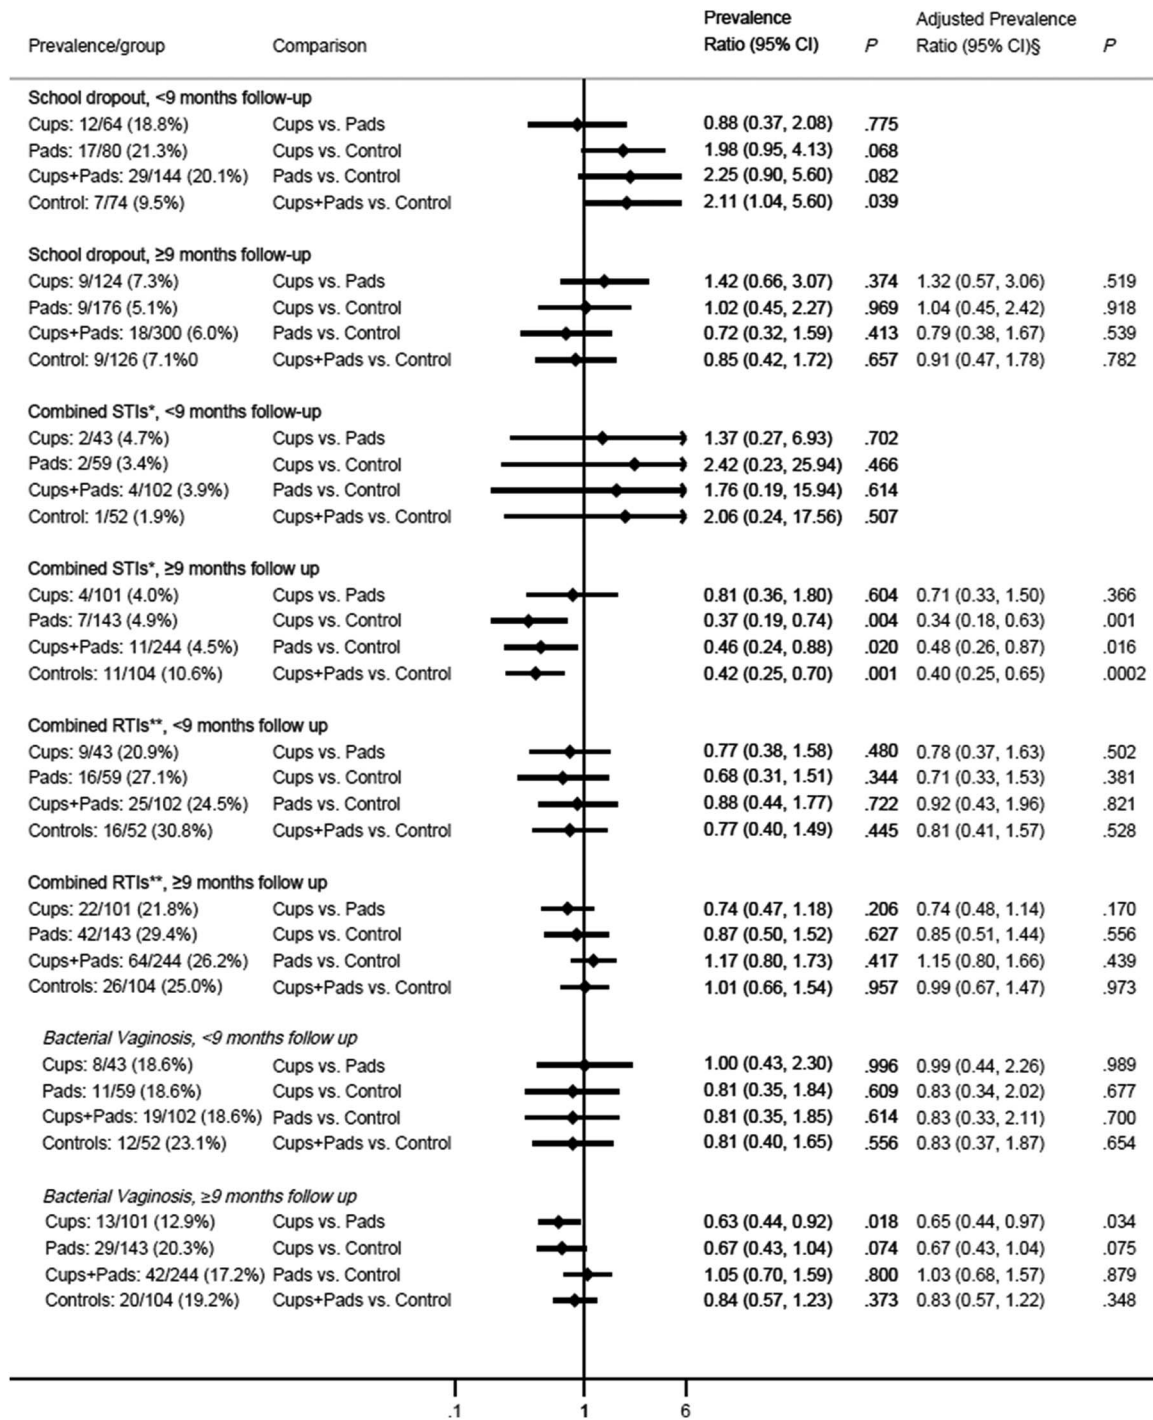 Prevalence/group Comparison Prevalence Ratio (95% CI) P Adjusted Prevalence Ratio (95% CI)§ P
School dropout, <9 months follow-up
Cups: 12/64 (18.8%) Cups vs. Pads 0.88 (0.37, 2.08) .775
Pads: 17/80 (21.3%) Cups vs. Control 1.98 (0.95, 4.13) .068
Cups+Pads: 29/144 (20.1%) Pads vs. Control 2.25 (0.90, 5.60) .082
Control: 7/74 (9.5%) Cups+Pads vs. Control 2.11 (1.04, 5.60) .039
School dropout, ≥9 months follow-up
Cups: 9/124 (7.3%) Cups vs. Pads 1.42 (0.66, 3.07) .374 1.32 (0.57, 3.06) .519
Pads: 9/176 (5.1%) Cups vs. Control 1.02 (0.45, 2.27) .969 1.04 (0.45, 2.42) .918
Cups+Pads: 18/300 (6.0%) Pads vs. Control 0.72 (0.32, 1.59) .413 0.79 (0.38, 1.67) .539
Control: 9/126 (7.1%0 Cups+Pads vs. Control 0.85 (0.42, 1.72) .657 0.91 (0.47, 1.78) .782
Combined STIs*, <9 months follow-up
Cups: 2/43 (4.7%) Cups vs. Pads 1.37 (0.27, 6.93) .702
Pads: 2/59 (3.4%) Cups vs. Control 2.42 (0.23, 25.94) .466
Cups+Pads: 4/102 (3.9%) Pads vs. Control 1.76 (0.19, 15.94) .614
Control: 1/52 (1.9%) Cups+Pads vs. Control 2.06 (0.24, 17.56) .507
Combined STIs*, ≥9 months follow up
Cups: 4/101 (4.0%) Cups vs. Pads 0.81 (0.36, 1.80) .604 0.71 (0.33, 1.50) .366
Pads: 7/143 (4.9%) Cups vs. Control 0.37 (0.19, 0.74) .004 0.34 (0.18, 0.63) .001
Cups+Pads: 11/244 (4.5%) Pads vs. Control 0.46 (0.24, 0.88) .020 0.48 (0.26, 0.87) .016
Controls: 11/104 (10.6%) Cups+Pads vs. Control 0.42 (0.25, 0.70) .001 0.40 (0.25, 0.65) .0002
Combined RTIs**, <9 months follow up
Cups: 9/43 (20.9%) Cups vs. Pads 0.77 (0.38, 1.58) .480 0.78 (0.37, 1.63) .502
Pads: 16/59 (27.1%) Cups vs. Control 0.68 (0.31, 1.51) .344 0.71 (0.33, 1.53) .381
Cups+Pads: 25/102 (24.5%) Pads vs. Control 0.88 (0.44, 1.77) .722 0.92 (0.43, 1.96) .821
Controls: 16/52 (30.8%) Cups+Pads vs. Control 0.77 (0.40, 1.49) .445 0.81 (0.41, 1.57) .528
Combined RTIs**, ≥9 months follow up
Cups: 22/101 (21.8%) Cups vs. Pads 0.74 (0.47, 1.18) .206 0.74 (0.48, 1.14) .170
Pads: 42/143 (29.4%) Cups vs. Control 0.87 (0.50, 1.52) .627 0.85 (0.51, 1.44) .556
Cups+Pads: 64/244 (26.2%) Pads vs. Control 1.17 (0.80, 1.73) .417 1.15 (0.80, 1.66) .439
Controls: 26/104 (25.0%) Cups+Pads vs. Control 1.01 (0.66, 1.54) .957 0.99 (0.67, 1.47) .973
Bacterial Vaginosis, <9 months follow up
Cups: 8/43 (18.6%) Cups vs. Pads 1.00 (0.43, 2.30) .996 0.99 (0.44, 2.26) .989
Pads: 11/59 (18.6%) Cups vs. Control 0.81 (0.35, 1.84) .609 0.83 (0.34, 2.02) .677
Cups+Pads: 19/102 (18.6%) Pads vs. Control 0.81 (0.35, 1.85) .614 0.83 (0.33, 2.11) .700
Controls: 12/52 (23.1%) Cups+Pads vs. Control 0.81 (0.40, 1.65) .556 0.83 (0.37, 1.87) .654
Bacterial Vaginosis, ≥9 months follow up
Cups: 13/101 (12.9%) Cups vs. Pads 0.63 (0.44, 0.92) .018 0.65 (0.44, 0.97) .034
Pads: 29/143 (20.3%) Cups vs. Control 0.67 (0.43, 1.04) .074 0.67 (0.43, 1.04) .075
Cups+Pads: 42/244 (17.2%) Pads vs. Control 1.05 (0.70, 1.59) .800 1.03 (0.68, 1.57) .879
Controls: 20/104 (19.2%) Cups+Pads vs. Control 0.84 (0.57, 1.23) .373 0.83 (0.57, 1.22) .348
.1 1 6